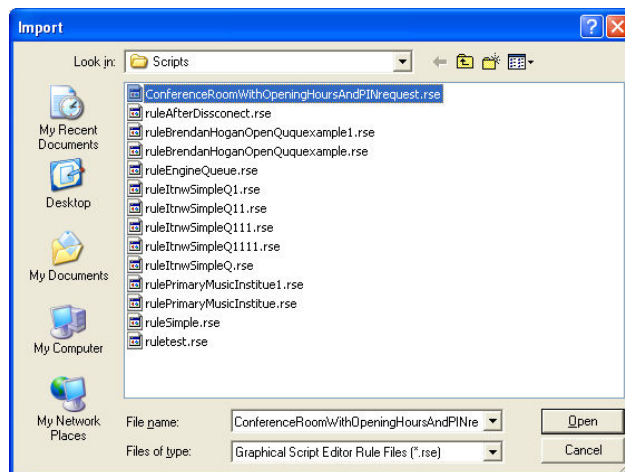 Import
Look in: Scripts
ConferenceRoomWithOpeningHoursAndPINrequest.rse
ruleAfterDissconect.rse
ruleBrendanHoganOpenQuquexample1.rse
ruleBrendanHoganOpenQuquexample.rse
ruleEngineQueue.rse
ruleItnwSimpleQ1.rse
ruleItnwSimpleQ11.rse
ruleItnwSimpleQ111.rse
ruleItnwSimpleQ1111.rse
ruleItnwSimpleQ.rse
rulePrimaryMusicInstitue1.rse
rulePrimaryMusicInstitue.rse
ruleSimple.rse
ruletest.rse
My Recent
Documents
Desktop
My Documents
My Computer
My Network
Places
File name: ConferenceRoomWithOpeningHoursAndPINre Open
Files of type: Graphical Script Editor Rule Files (*.rse) Cancel